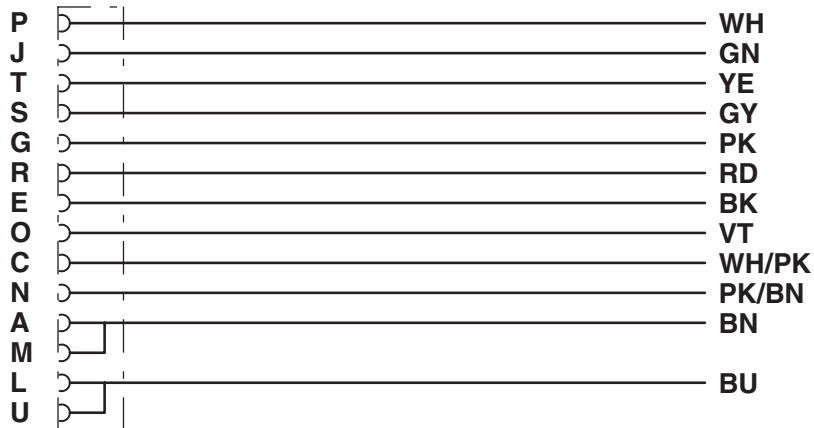 P WH
J GN
T YE
S GY
G PK
R RD
E BK
O VT
C WH/PK
N PK/BN
A BN
M
L BU
U